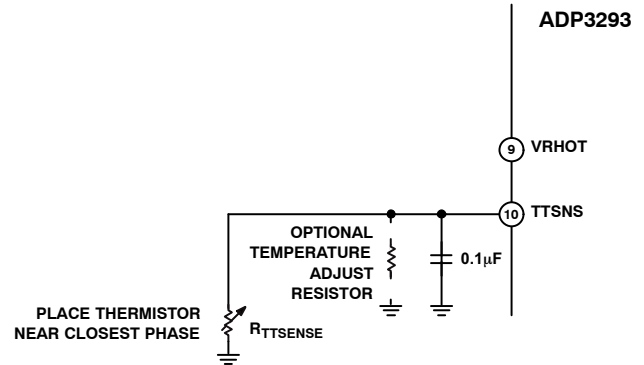 ADP3293
9 VRHOT
10 TTSNS
OPTIONAL
TEMPERATURE
ADJUST
RESISTOR
0.1μF
PLACE THERMISTOR
NEAR CLOSEST PHASE
RTTSENSE